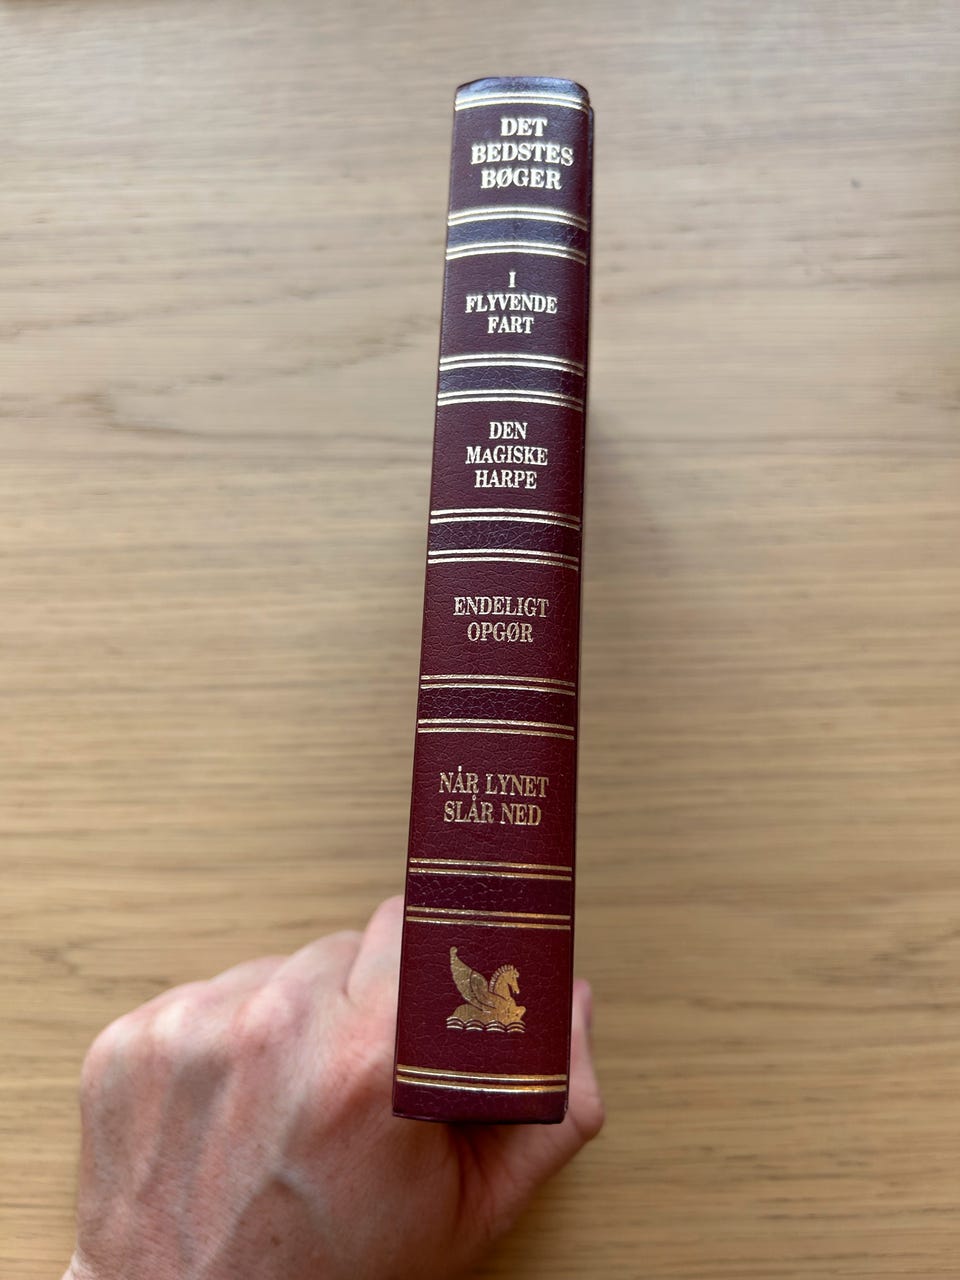 DET
BEDSTES
BØGER
I
FLYVENDE
FART
DEN
MAGISKE
HARPE
ENDELIGT
OPGØR
NÅR LYNET
SLÅR NED